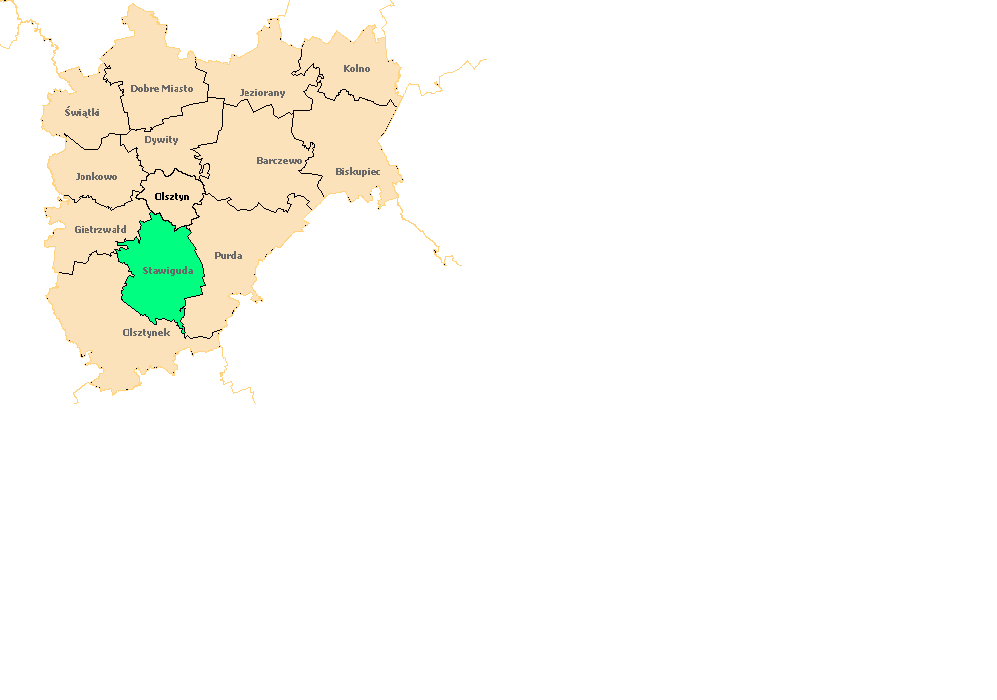 Kolno
Dobre Miasto
Jeziorany
Świątki
Dywity
Barczewo
Biskupiec
Jonkowo
Olsztyn
Gietrzwałd
Purda
Stawiguda
Olsztynek